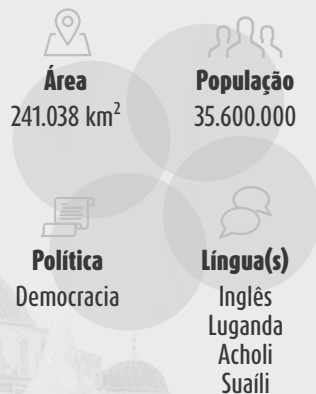 Área
241.038 km²
População
35.600.000
Política
Democracia
Língua(s)
Inglês
Luganda
Acholi
Suaíli